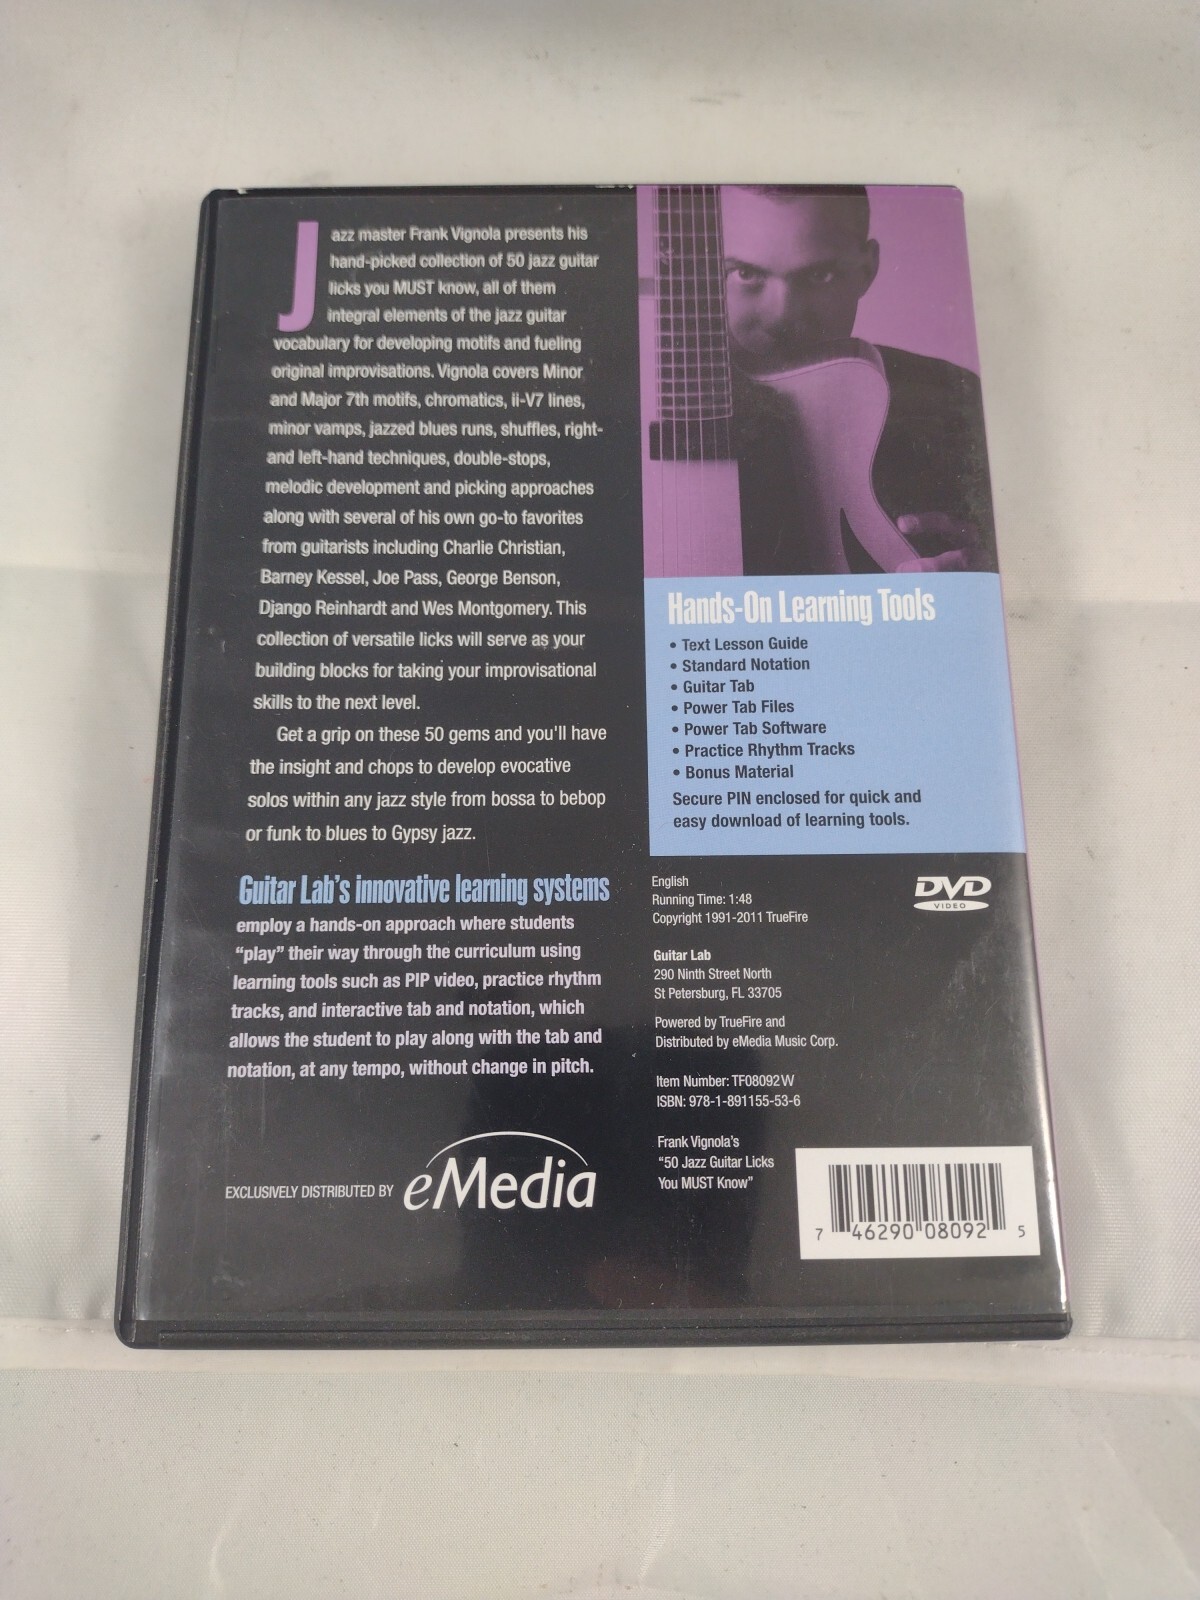 Jazz master Frank Vignola presents his
hand-picked collection of 50 jazz guitar
licks you MUST know, all of them
integral elements of the jazz guitar
vocabulary for developing motifs and fueling
original improvisations. Vignola covers Minor
and Major 7th motifs, chromatics, ii-V7 lines,
minor vamps, jazzed blues runs, shuffles, right-
and left-hand techniques, double-stops,
melodic development and picking approaches
along with several of his own go-to favorites
from guitarists including Charlie Christian,
Barney Kessel, Joe Pass, George Benson,
Django Reinhardt and Wes Montgomery. This
collection of versatile licks will serve as your
building blocks for taking your improvisational
skills to the next level.
Get a grip on these 50 gems and you'll have
the insight and chops to develop evocative
solos within any jazz style from bossa to bebop
or funk to blues to Gypsy jazz.
Guitar Lab's innovative learning systems
employ a hands-on approach where students
"play" their way through the curriculum using
learning tools such as PIP video, practice rhythm
tracks, and interactive tab and notation, which
allows the student to play along with the tab and
notation, at any tempo, without change in pitch.
EXCLUSIVELY DISTRIBUTED BY eMedia
Hands-On Learning Tools
• Text Lesson Guide
• Standard Notation
• Guitar Tab
• Power Tab Files
• Power Tab Software
• Practice Rhythm Tracks
• Bonus Material
Secure PIN enclosed for quick and
easy download of learning tools.
English
Running Time: 1:48
Copyright 1991-2011 TrueFire
DVD
VIDEO
Guitar Lab
290 Ninth Street North
St Petersburg, FL 33705
Powered by TrueFire and
Distributed by eMedia Music Corp.
Item Number: TF08092W
ISBN: 978-1-891155-53-6
Frank Vignola's
"50 Jazz Guitar Licks
You MUST Know"
7 46290 08092 5